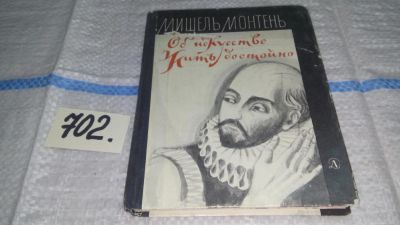 МИШЕЛЬ МОНТЕНЬ
Об искусстве
жить достойно
702.